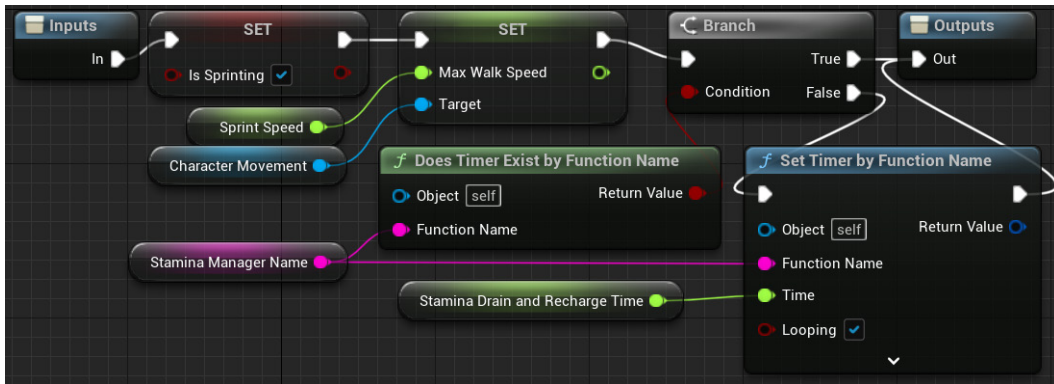 Inputs
In
SET
Is Sprinting
SET
Max Walk Speed
Target
Branch
True
Condition
False
Outputs
Out
Sprint Speed
Character Movement
f Does Timer Exist by Function Name
Object self
Return Value
Function Name
f Set Timer by Function Name
Object self
Return Value
Function Name
Time
Looping
Stamina Manager Name
Stamina Drain and Recharge Time